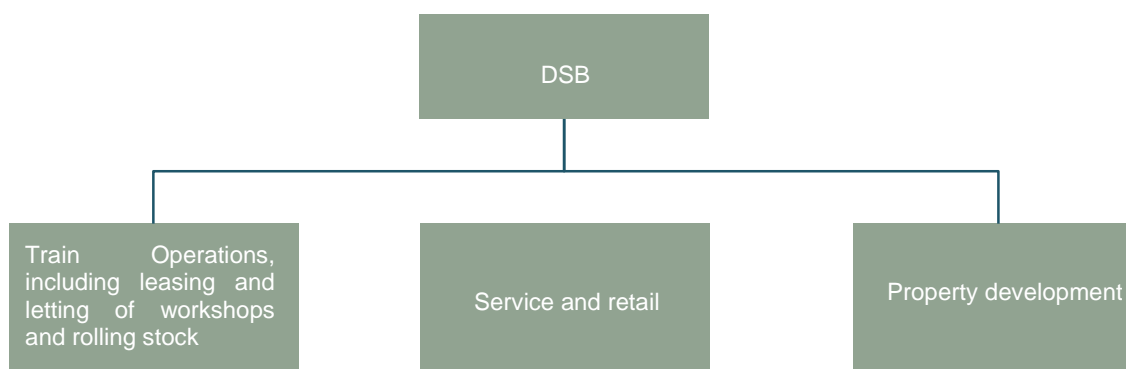 DSB
Train Operations,
including leasing and
letting of workshops
and rolling stock
Service and retail
Property development